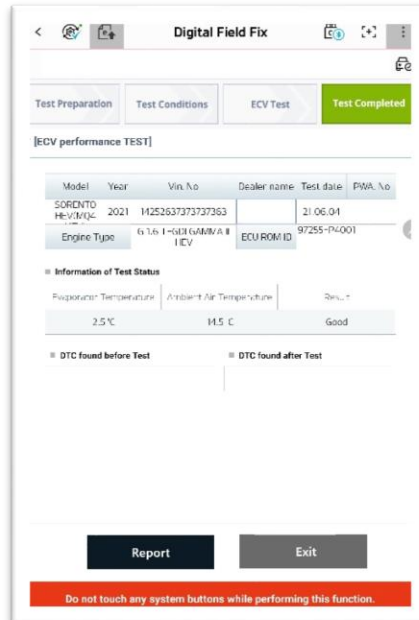 Digital Field Fix
Test Preparation Test Conditions ECV Test Test Completed
[ECV performance TEST]
Model Year Vin. No Dealer name Test date PWA. No
SORENTO 2021 14252637373737363 21.06.04
HEV(MQ4
Engine Type G 1.6 T-GDI GAMMA II ECU ROM ID 97255-P4001
HEV
Information of Test Status
Evaporator Temperature Ambient Air Temperature Result
2.5 ℃ 14.5 C Good
DTC found before Test DTC found after Test
Report Exit
Do not touch any system buttons while performing this function.